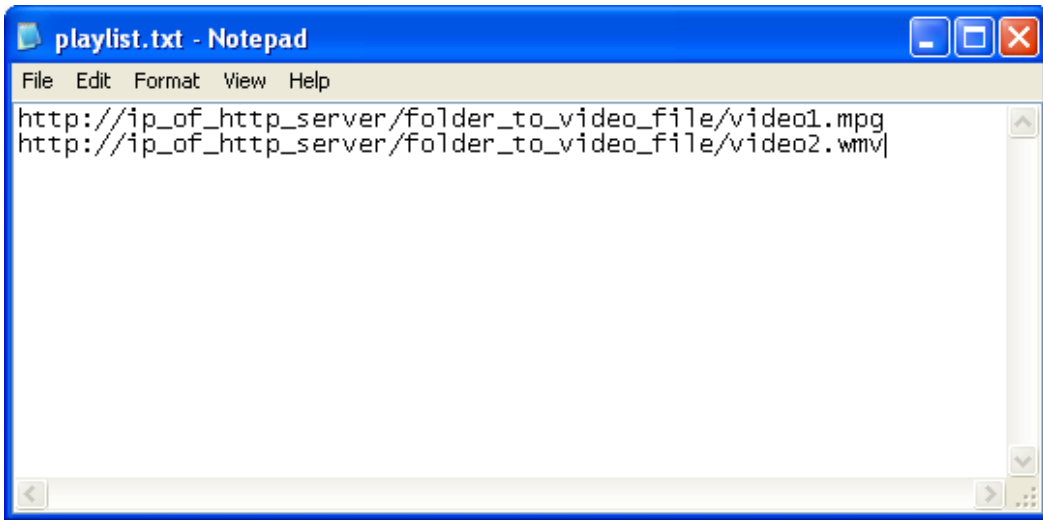 playlist.txt - Notepad
File Edit Format View Help
http://ip_of_http_server/folder_to_video_file/video1.mpg
http://ip_of_http_server/folder_to_video_file/video2.wmv